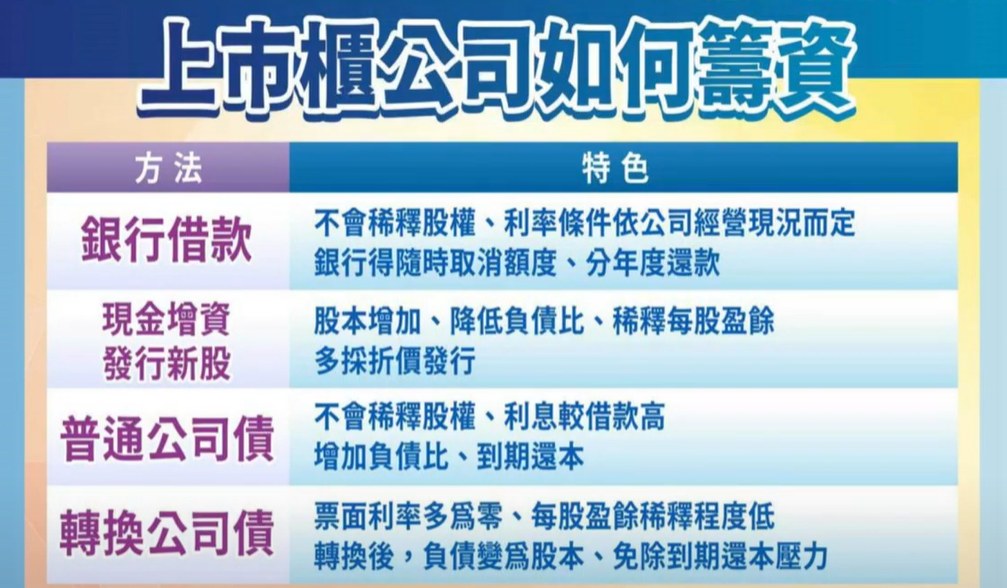 上市櫃公司如何籌資
方法
特色
銀行借款
不會稀釋股權、利率條件依公司經營現況而定
銀行得隨時取消額度、分年度還款
現金增資
發行新股
股本增加、降低負債比、稀釋每股盈餘
多採折價發行
普通公司債
不會稀釋股權、利息較借款高
增加負債比、到期還本
轉換公司債
票面利率多爲零、每股盈餘稀釋程度低
轉換後，負債變爲股本、免除到期還本壓力